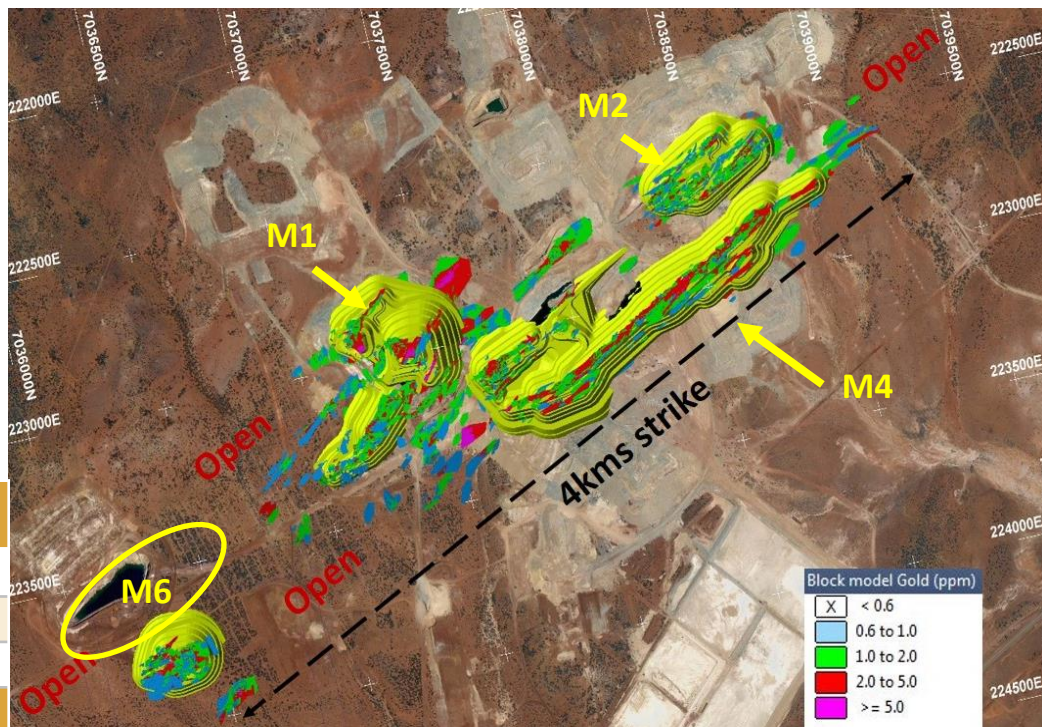 7036500N
7037000N
7037500N
7038000N
7038500N
7039000N
7039500N
222500E
222000E
Open
M2
223000E
M1
222500E
7036000N
223500E
M4
223000E
Open
4kms strike
224000E
223500E
M6
Open
Open
224500E
Block model Gold (ppm)
X < 0.6
0.6 to 1.0
1.0 to 2.0
2.0 to 5.0
>= 5.0